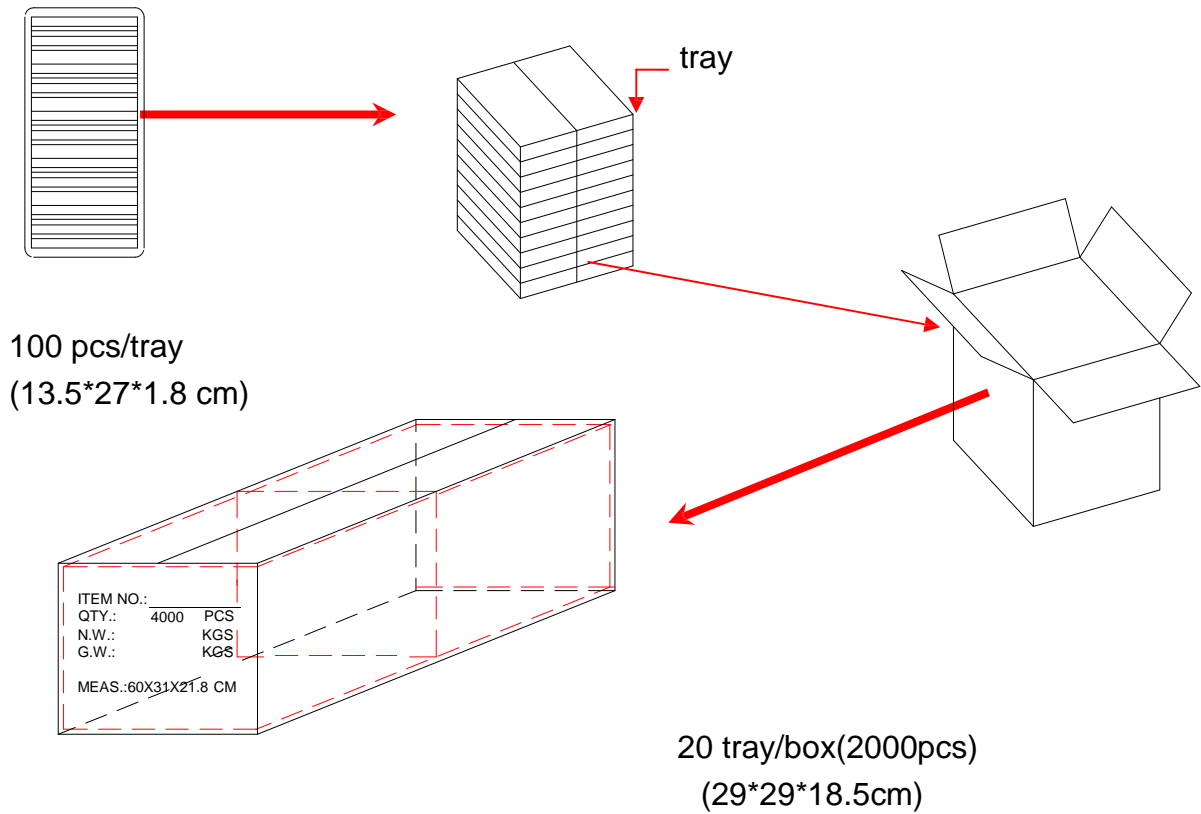 tray
100 pcs/tray
(13.5*27*1.8 cm)
ITEM NO.:
QTY.: 4000 PCS
N.W.: KGS
G.W.: KGS
MEAS.:60X31X21.8 CM
20 tray/box(2000pcs)
(29*29*18.5cm)